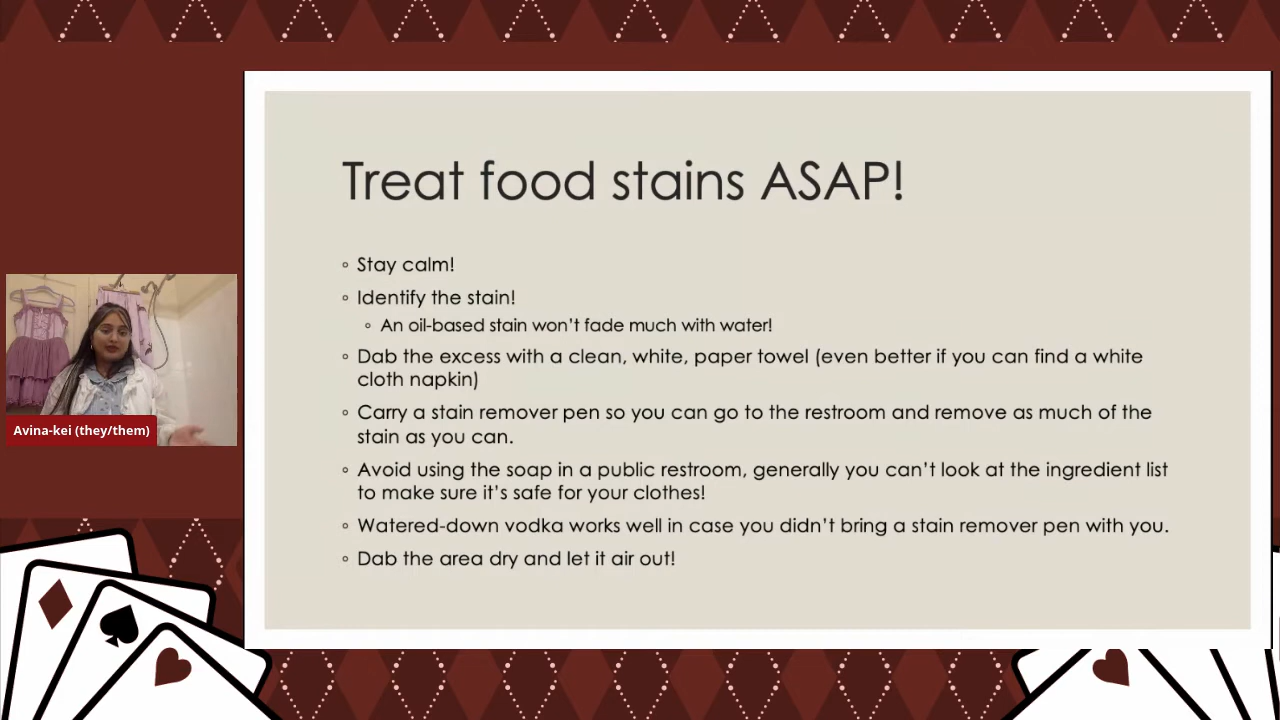 Treat food stains ASAP!
◦ Stay calm!
◦ Identify the stain!
◦ An oil-based stain won't fade much with water!
◦ Dab the excess with a clean, white, paper towel (even better if you can find a white
cloth napkin)
◦ Carry a stain remover pen so you can go to the restroom and remove as much of the
stain as you can.
◦ Avoid using the soap in a public restroom, generally you can't look at the ingredient list
to make sure it's safe for your clothes!
◦ Watered-down vodka works well in case you didn't bring a stain remover pen with you.
◦ Dab the area dry and let it air out!
Avina-kei (they/them)